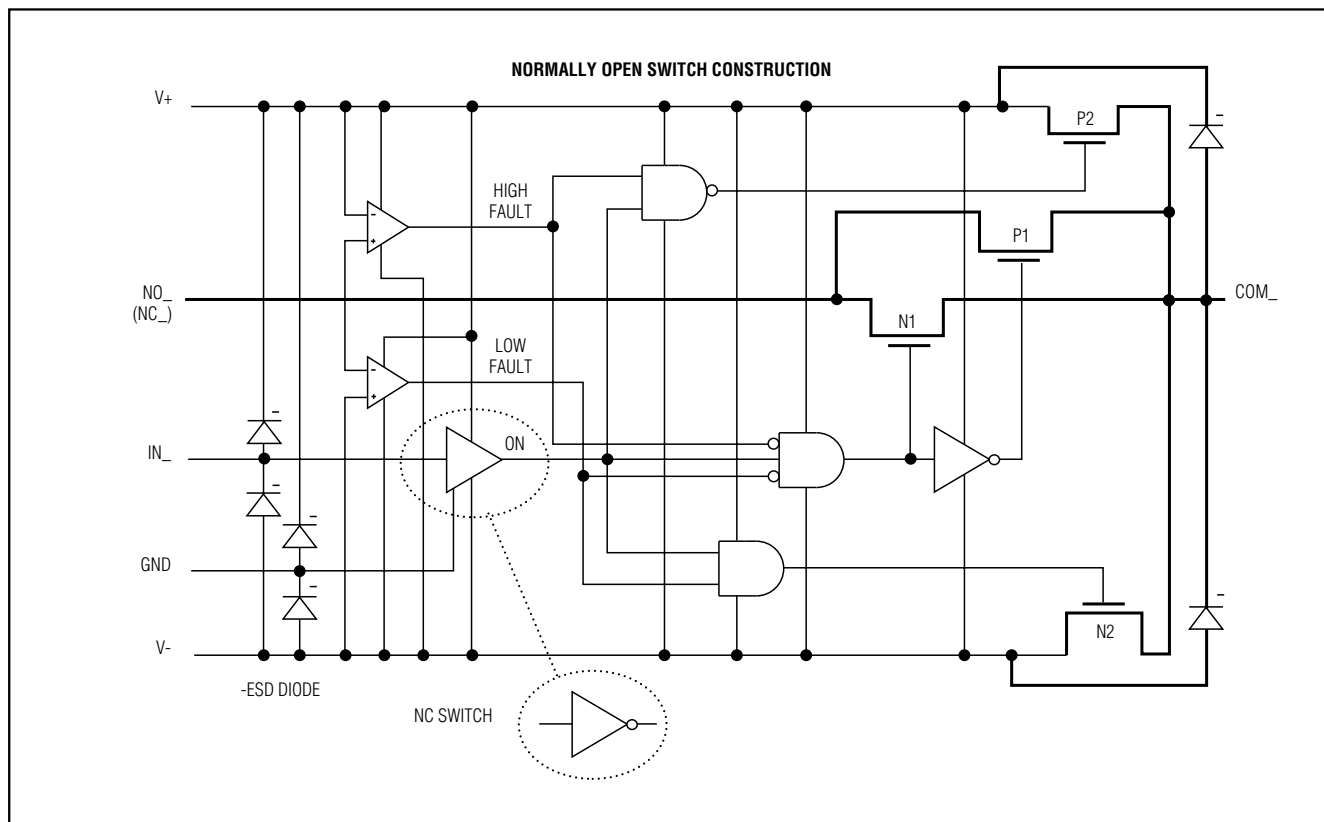 NORMALLY OPEN SWITCH CONSTRUCTION
V+
P2
HIGH
FAULT
P1
NO_
(NC_)
COM_
N1
LOW
FAULT
ON
IN_
GND
N2
V-
-ESD DIODE
NC SWITCH